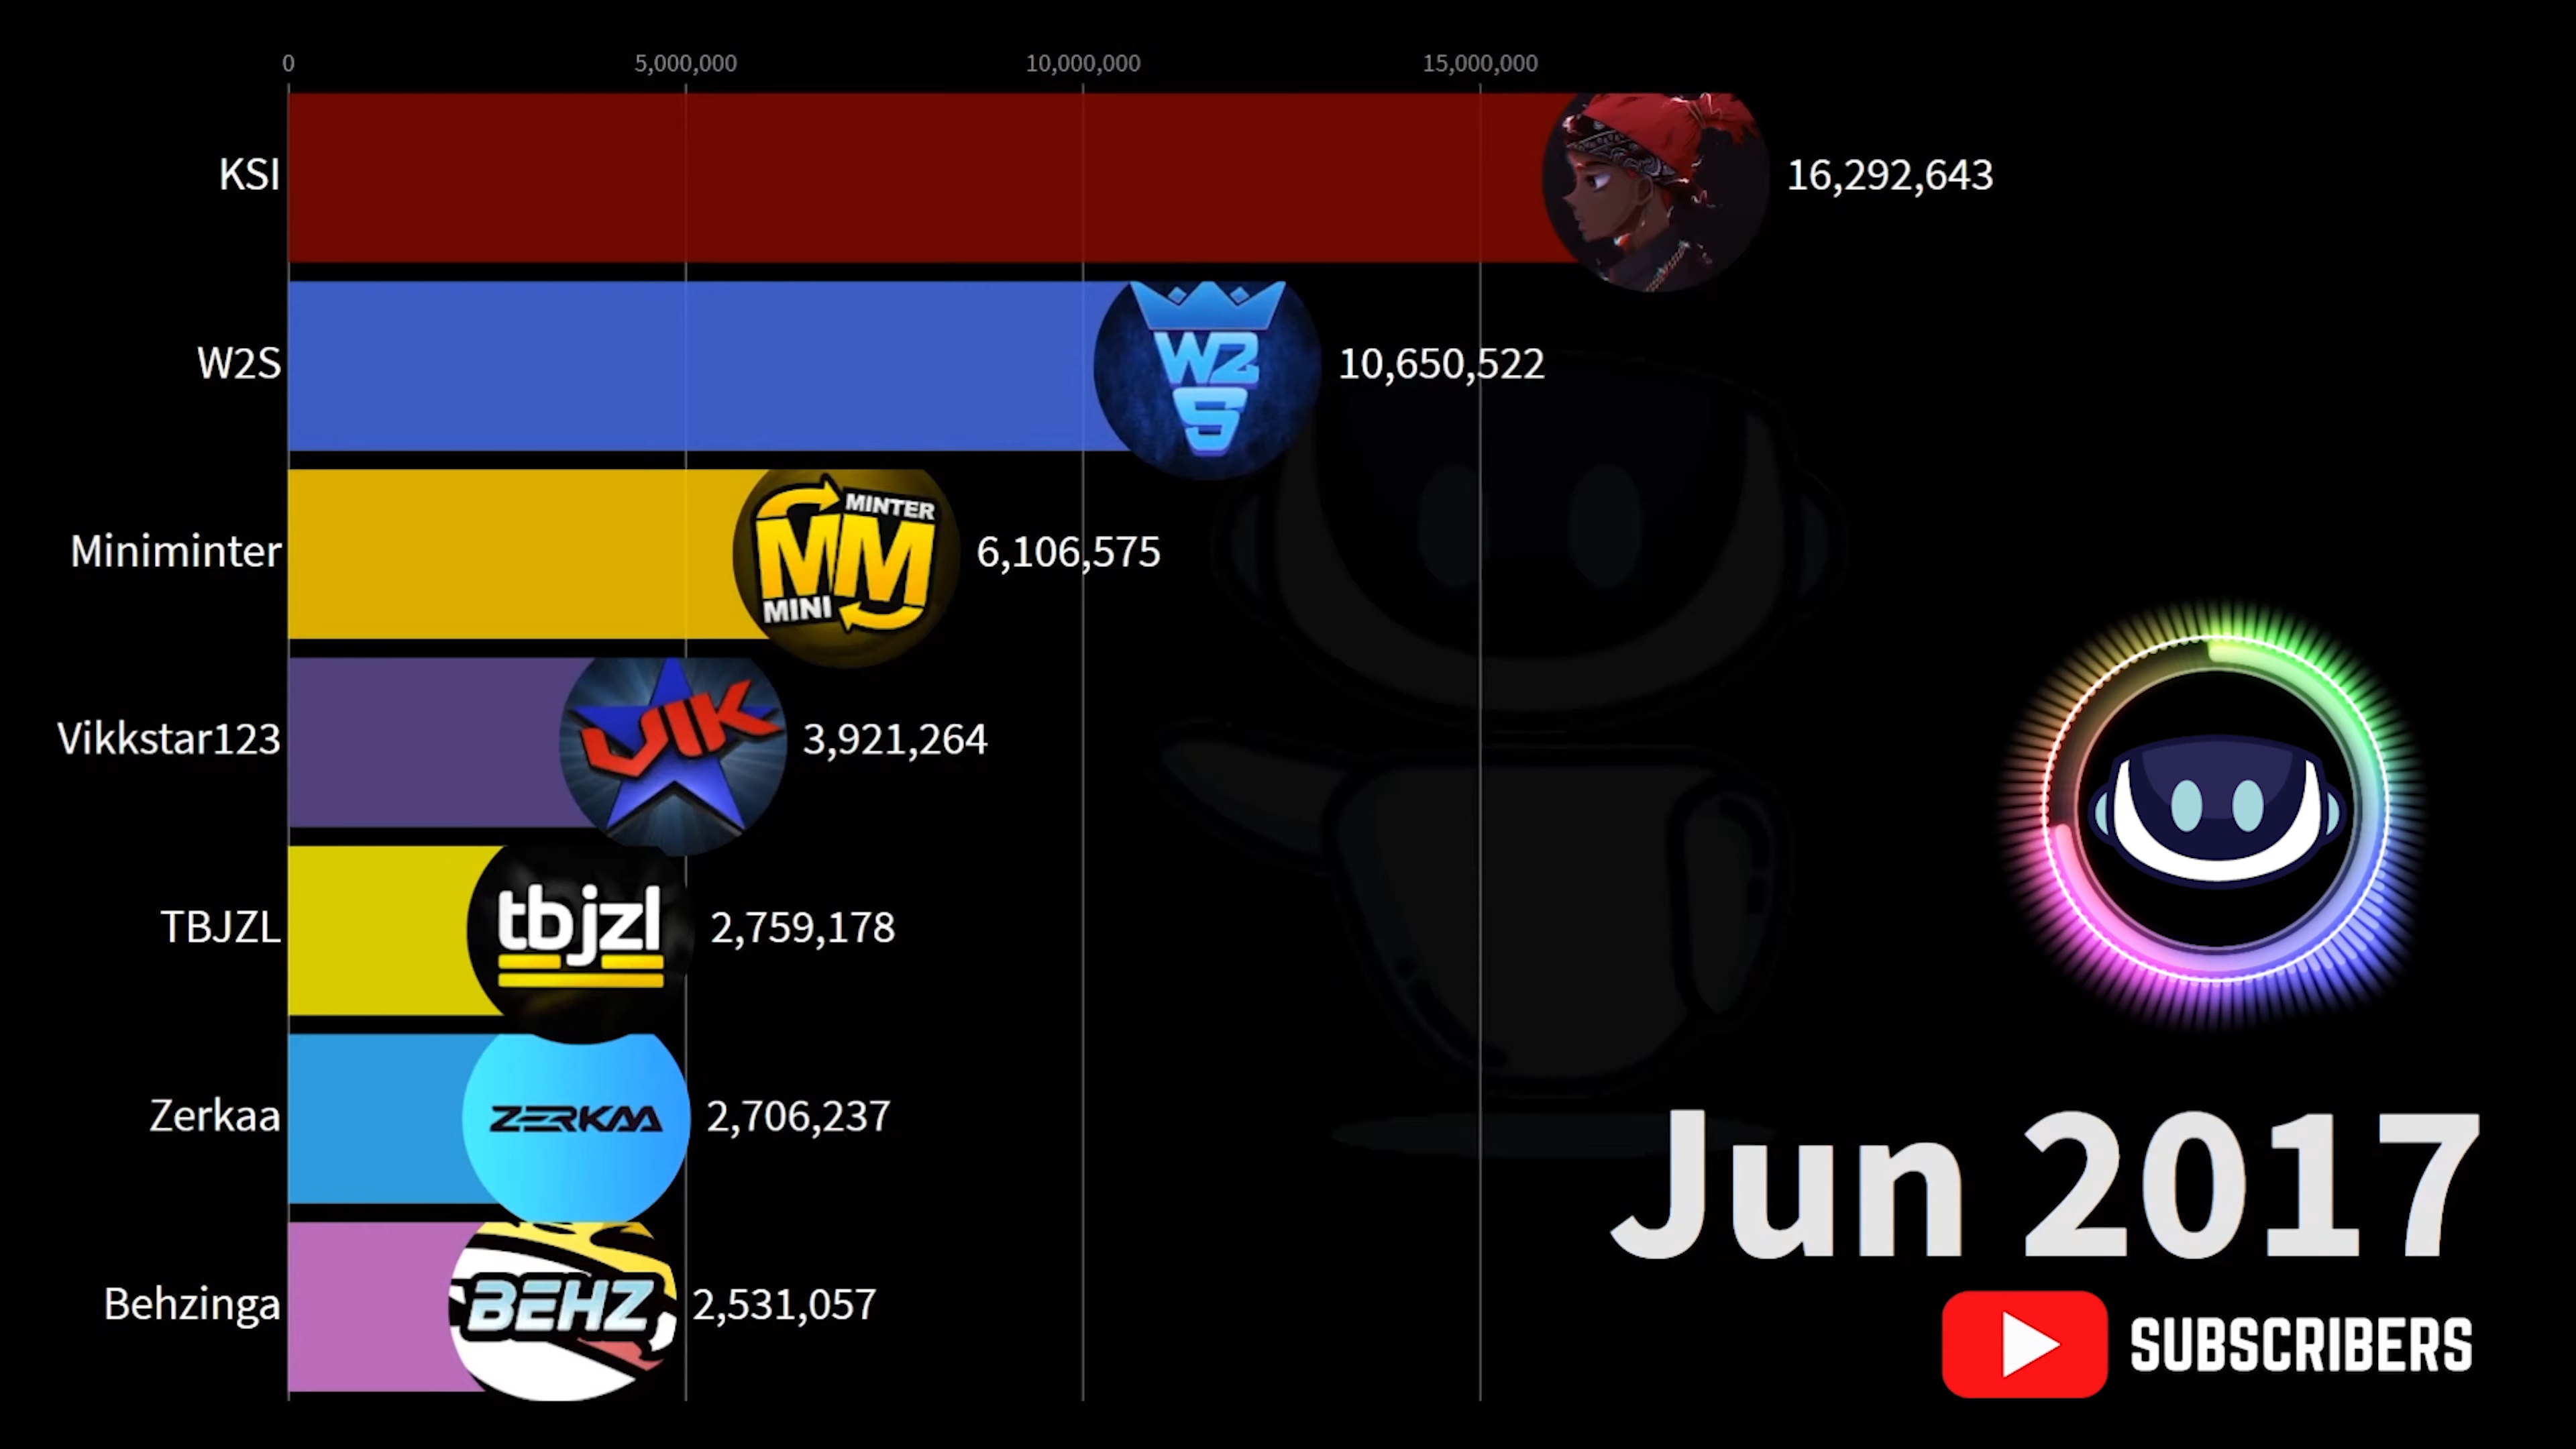 0 5,000,000 10,000,000 15,000,000
KSI 16,292,643
W2S W2S 10,650,522
Miniminter MINTER MM MINI 6,106,575
Vikkstar123 VIK 3,921,264
TBJZL tbjzl 2,759,178
Zerkaa ZERKAA 2,706,237
Behzinga BEHZ 2,531,057
Jun 2017
SUBSCRIBERS